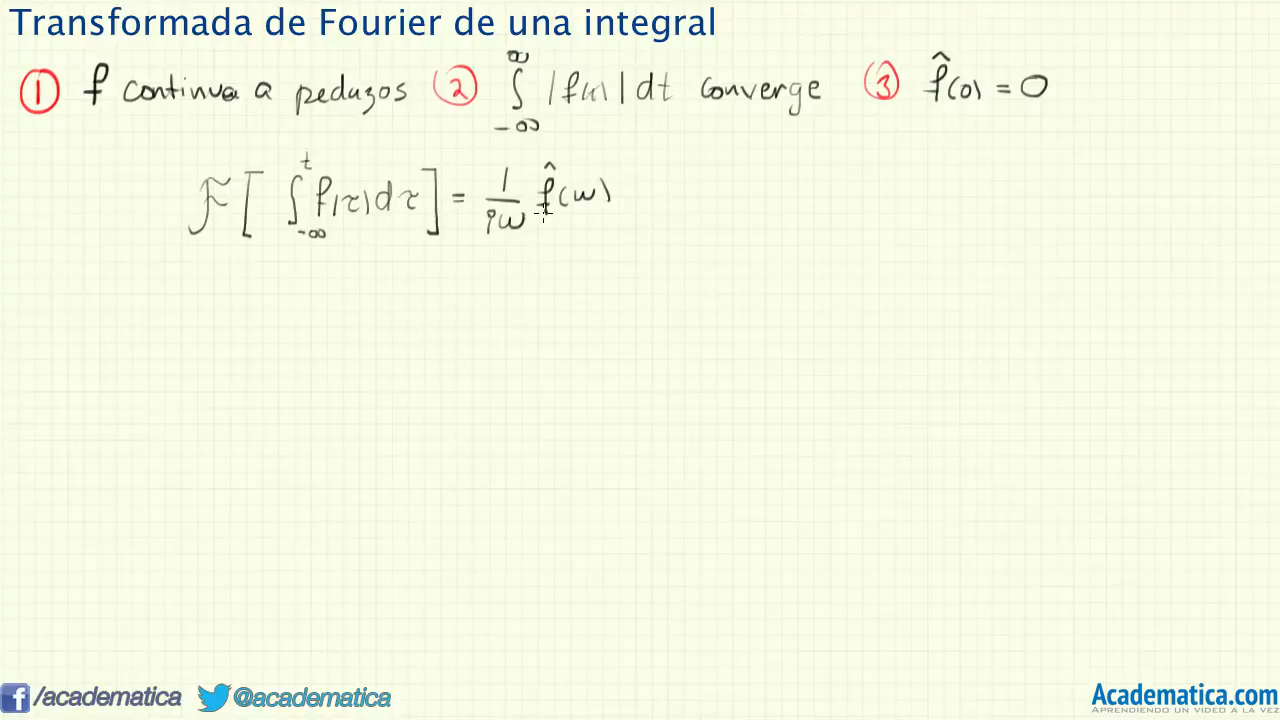 Transformada de Fourier de una integral
① f continua a pedazos ② ∫_{-∞}^{∞} |f(t)| dt converge ③ f̂(0) = 0
ℱ[ ∫_{-∞}^{t} f(τ)dτ ] = 1/(iω) f̂(ω)
/academatica @academatica Academatica.com
APRENDIENDO UN VIDEO A LA VEZ